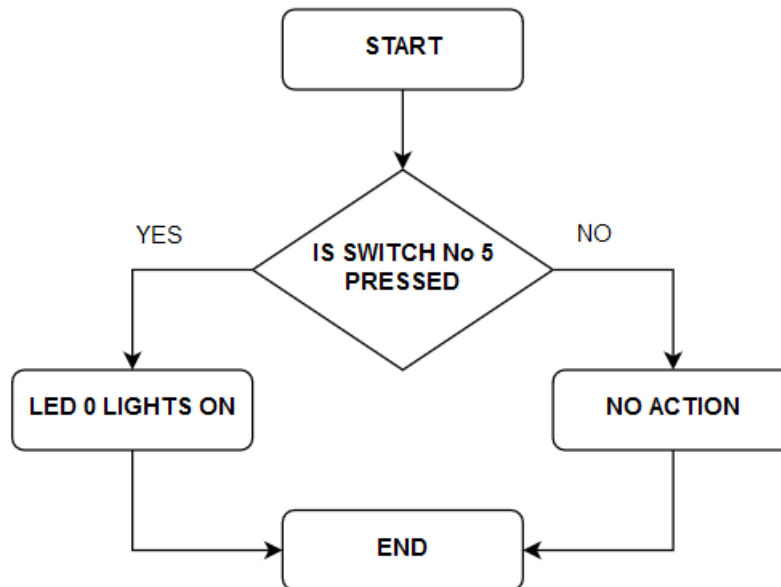 START
YES
NO
IS SWITCH No 5
PRESSED
LED 0 LIGHTS ON
NO ACTION
END